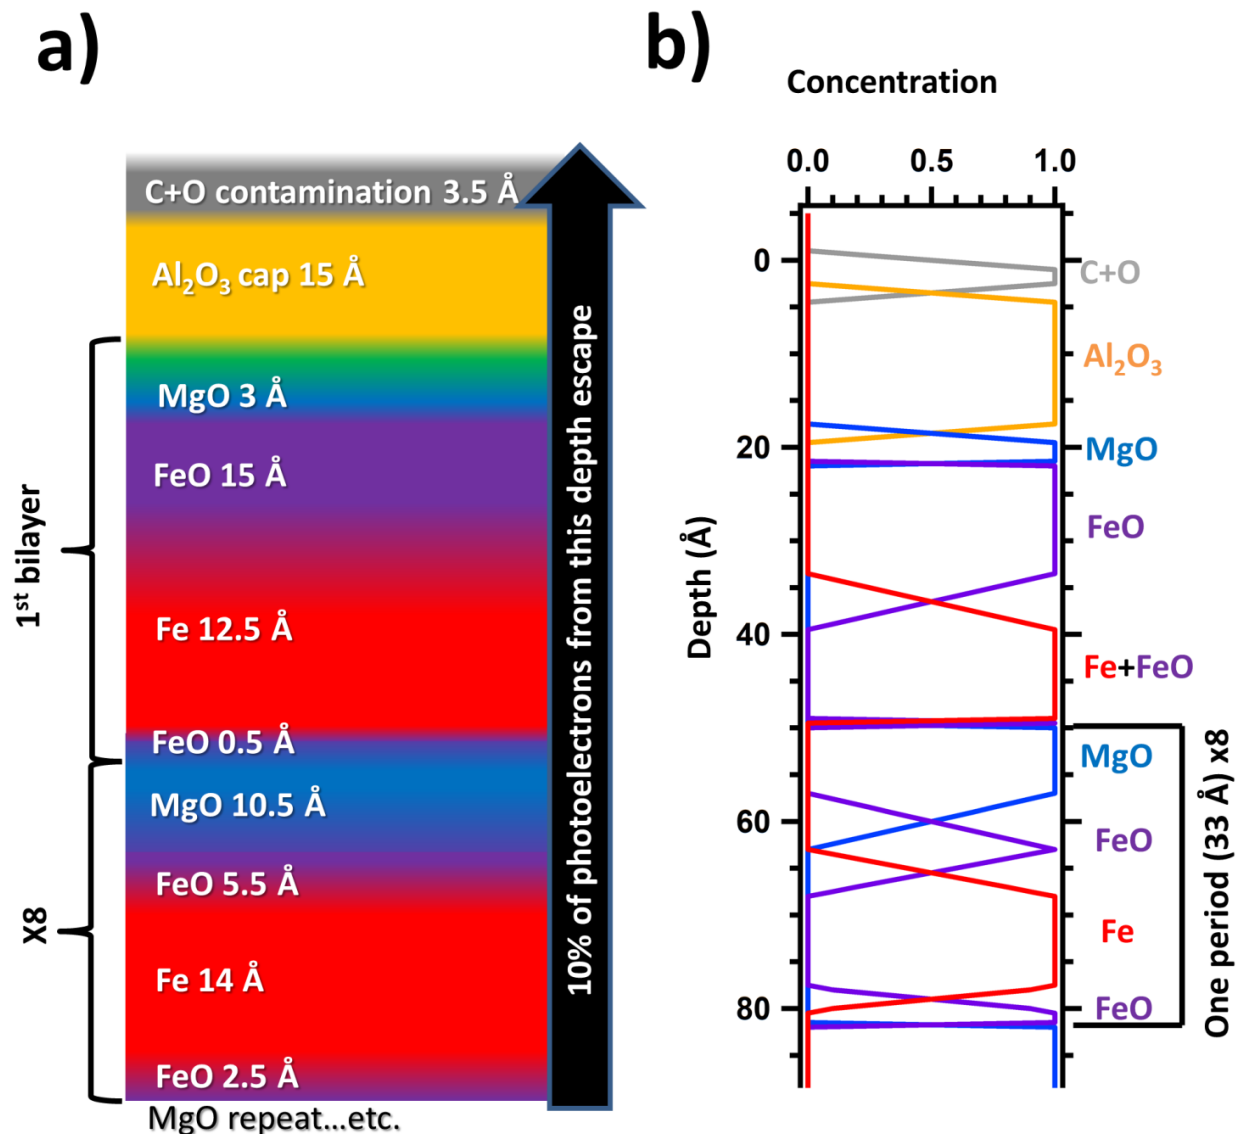 a)
C+O contamination 3.5 Å
Al₂O₃ cap 15 Å
MgO 3 Å
FeO 15 Å
Fe 12.5 Å
FeO 0.5 Å
MgO 10.5 Å
FeO 5.5 Å
Fe 14 Å
FeO 2.5 Å
MgO repeat...etc.
1st bilayer
X8
10% of photoelectrons from this depth escape
b)
Concentration
0.0 0.5 1.0
Depth (Å)
0
20
40
60
80
C+O
Al₂O₃
MgO
FeO
Fe+FeO
MgO
FeO
Fe
FeO
One period (33 Å) x8